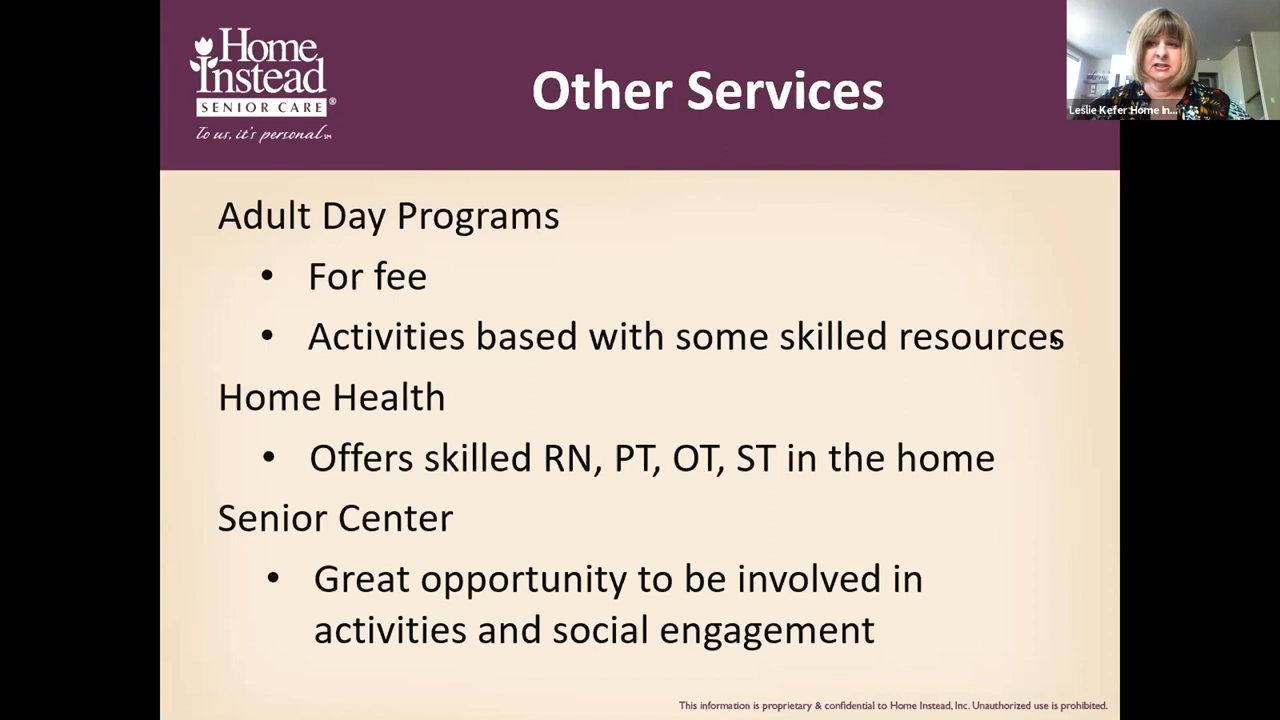 Home
Instead
SENIOR CARE®
To us, it's personal. SM
Other Services
Leslie Kefer Home In...
Adult Day Programs
• For fee
• Activities based with some skilled resources
Home Health
• Offers skilled RN, PT, OT, ST in the home
Senior Center
• Great opportunity to be involved in
activities and social engagement
This information is proprietary & confidential to Home Instead, Inc. Unauthorized use is prohibited.